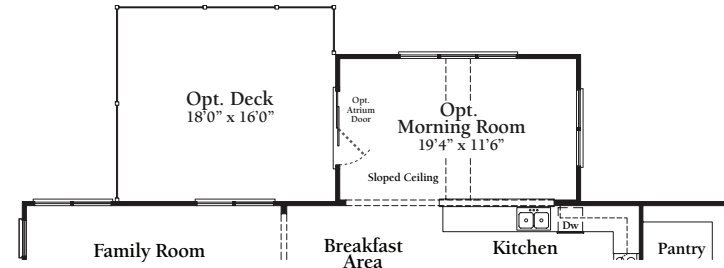 Opt. Deck
18'0" x 16'0"
Opt.
Atrium
Door
Opt.
Morning Room
19'4" x 11'6"
Sloped Ceiling
Family Room
Breakfast
Area
Kitchen
Dw
Pantry